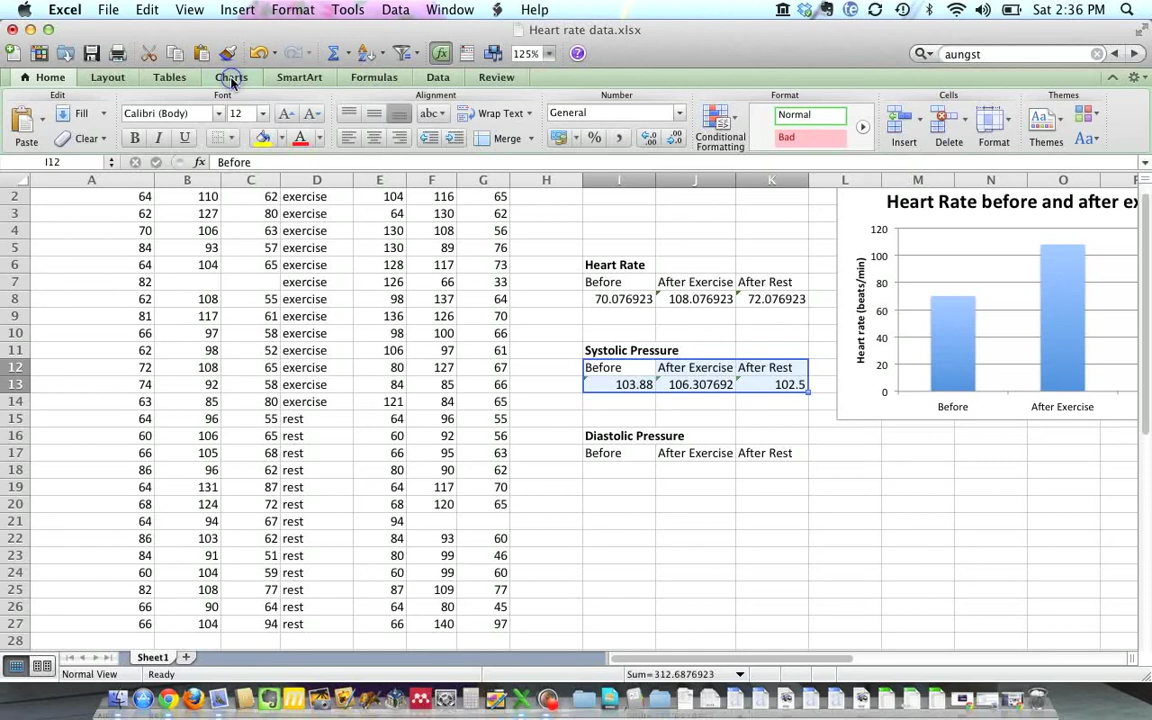 Excel File Edit View Insert Format Tools Data Window Help Sat 2:36 PM
Heart rate data.xlsx
125% aungst
Home Layout Tables Charts SmartArt Formulas Data Review
Edit Font Alignment Number Format Cells Themes
Fill Calibri (Body) 12 A A abc Wrap Text General Normal
Paste Clear B I U A Merge % Conditional Formatting Bad Insert Delete Format Themes Aa
I12 fx Before
A B C D E F G H I J K L M N O P
2 64 110 62 exercise 104 116 65 Heart Rate before and after ex
3 62 127 80 exercise 64 130 62
4 70 106 63 exercise 130 108 56
5 84 93 57 exercise 130 89 76
6 64 104 65 exercise 128 117 73 Heart Rate
7 82 exercise 126 66 33 Before After Exercise After Rest
8 62 108 55 exercise 98 137 64 70.076923 108.076923 72.076923
9 81 117 61 exercise 136 126 70
10 66 97 58 exercise 98 100 66
11 62 98 52 exercise 106 97 61 Systolic Pressure
12 72 108 65 exercise 80 127 67 Before After Exercise After Rest
13 74 92 58 exercise 84 85 66 103.88 106.307692 102.5
14 63 85 80 exercise 121 84 65
15 64 96 55 rest 64 96 55
16 60 106 65 rest 60 92 56 Diastolic Pressure
17 66 105 68 rest 66 95 63 Before After Exercise After Rest
18 86 96 62 rest 80 90 62
19 64 131 87 rest 64 117 70
20 68 124 72 rest 68 120 65
21 64 94 67 rest 94
22 86 103 62 rest 84 93 60
23 84 91 51 rest 80 99 46
24 60 104 59 rest 60 99 60
25 82 108 77 rest 87 109 77
26 66 90 64 rest 64 80 45
27 66 104 94 rest 66 140 97
28
Heart rate (beats/min)
120
100
80
60
40
20
0
Before After Exercise
Sheet1
Normal View Ready Sum=312.6876923